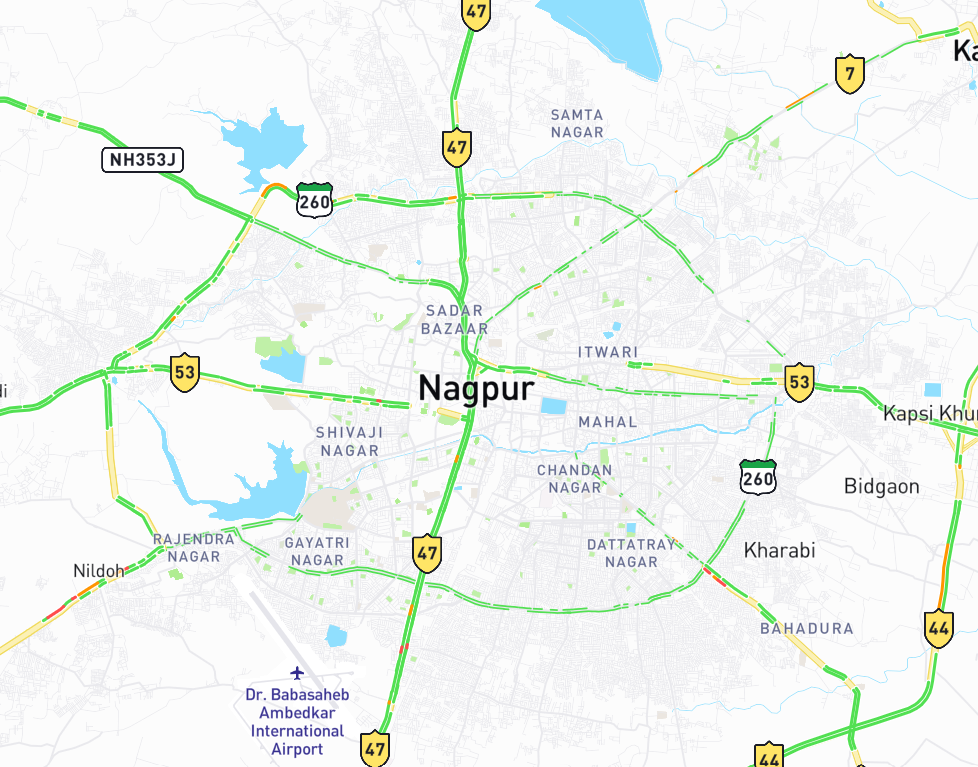 47
Ka
7
SAMTA
NAGAR
47
NH353J
260
SADAR
BAZAAR
ITWARI
53
53
di
Nagpur
Kapsi Khur
MAHAL
SHIVAJI
NAGAR
CHANDAN
NAGAR
260
Bidgaon
RAJENDRA
NAGAR
GAYATRI
NAGAR
47
DATTATRAY
NAGAR
Kharabi
Nildoh
BAHADURA
44
Dr. Babasaheb
Ambedkar
International
Airport
47
44